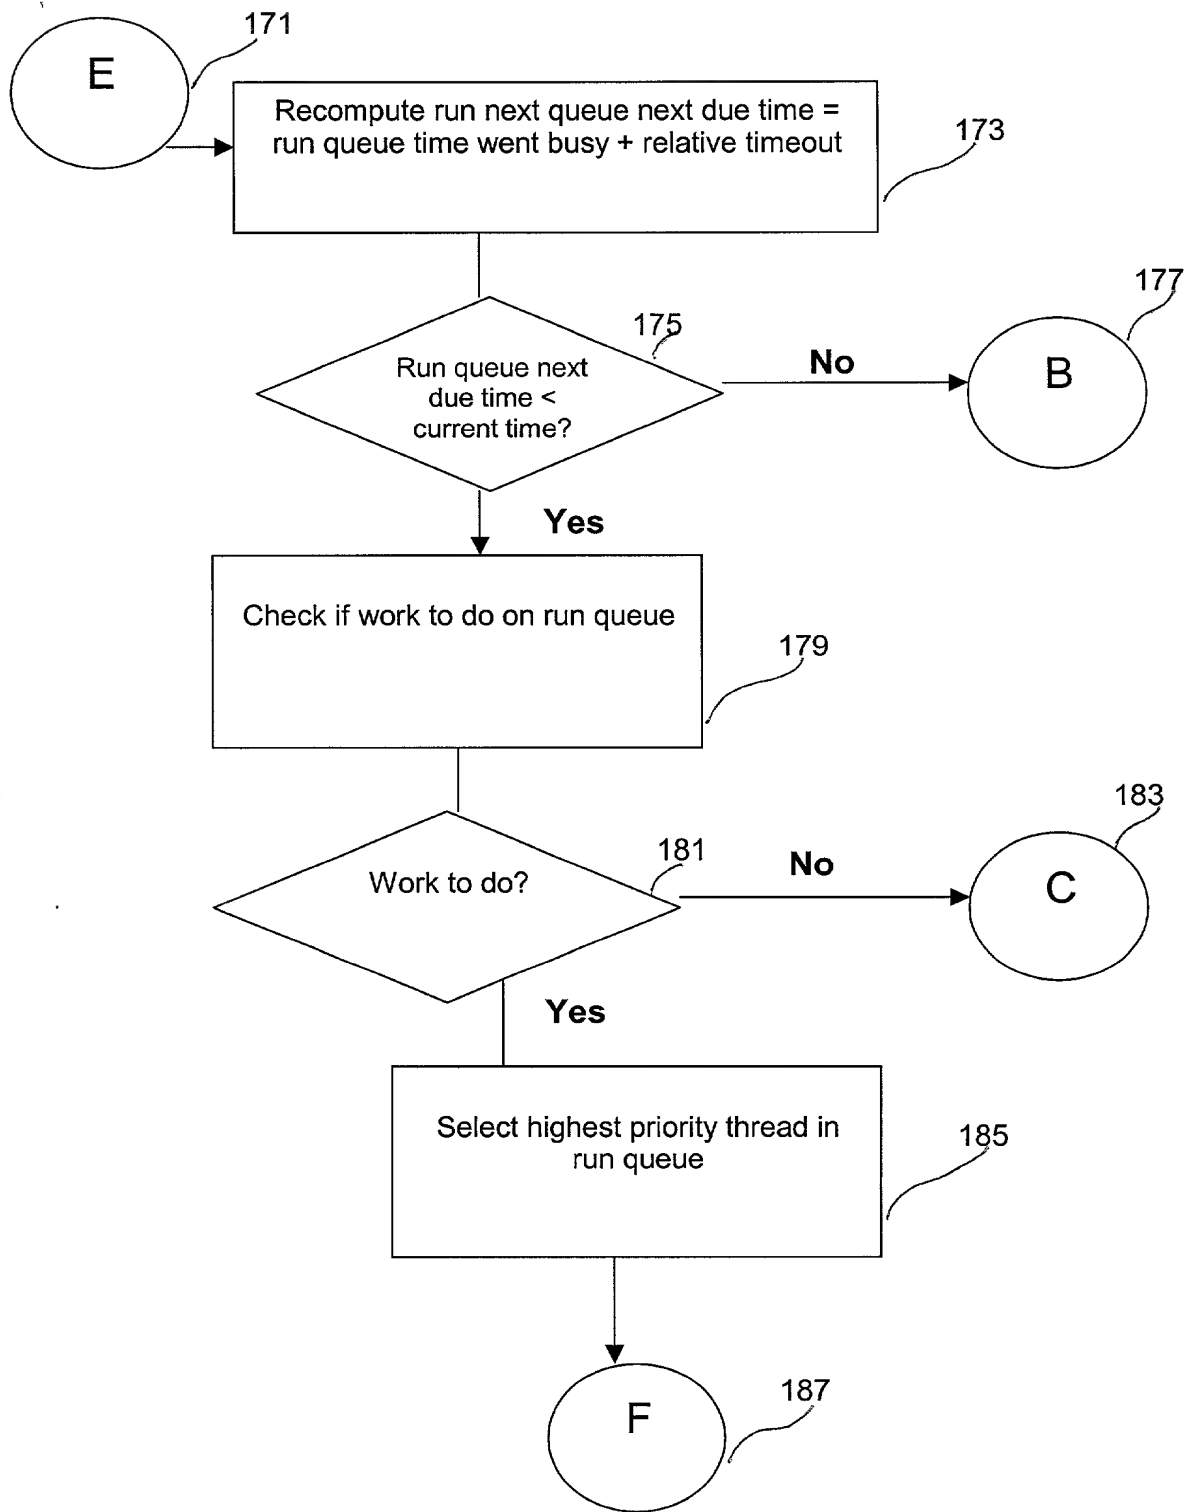 171
E
Recompute run next queue next due time =
run queue time went busy + relative timeout
173
177
175
Run queue next
due time <
current time?
No
B
Yes
Check if work to do on run queue
179
183
181
Work to do?
No
C
Yes
Select highest priority thread in
run queue
185
187
F